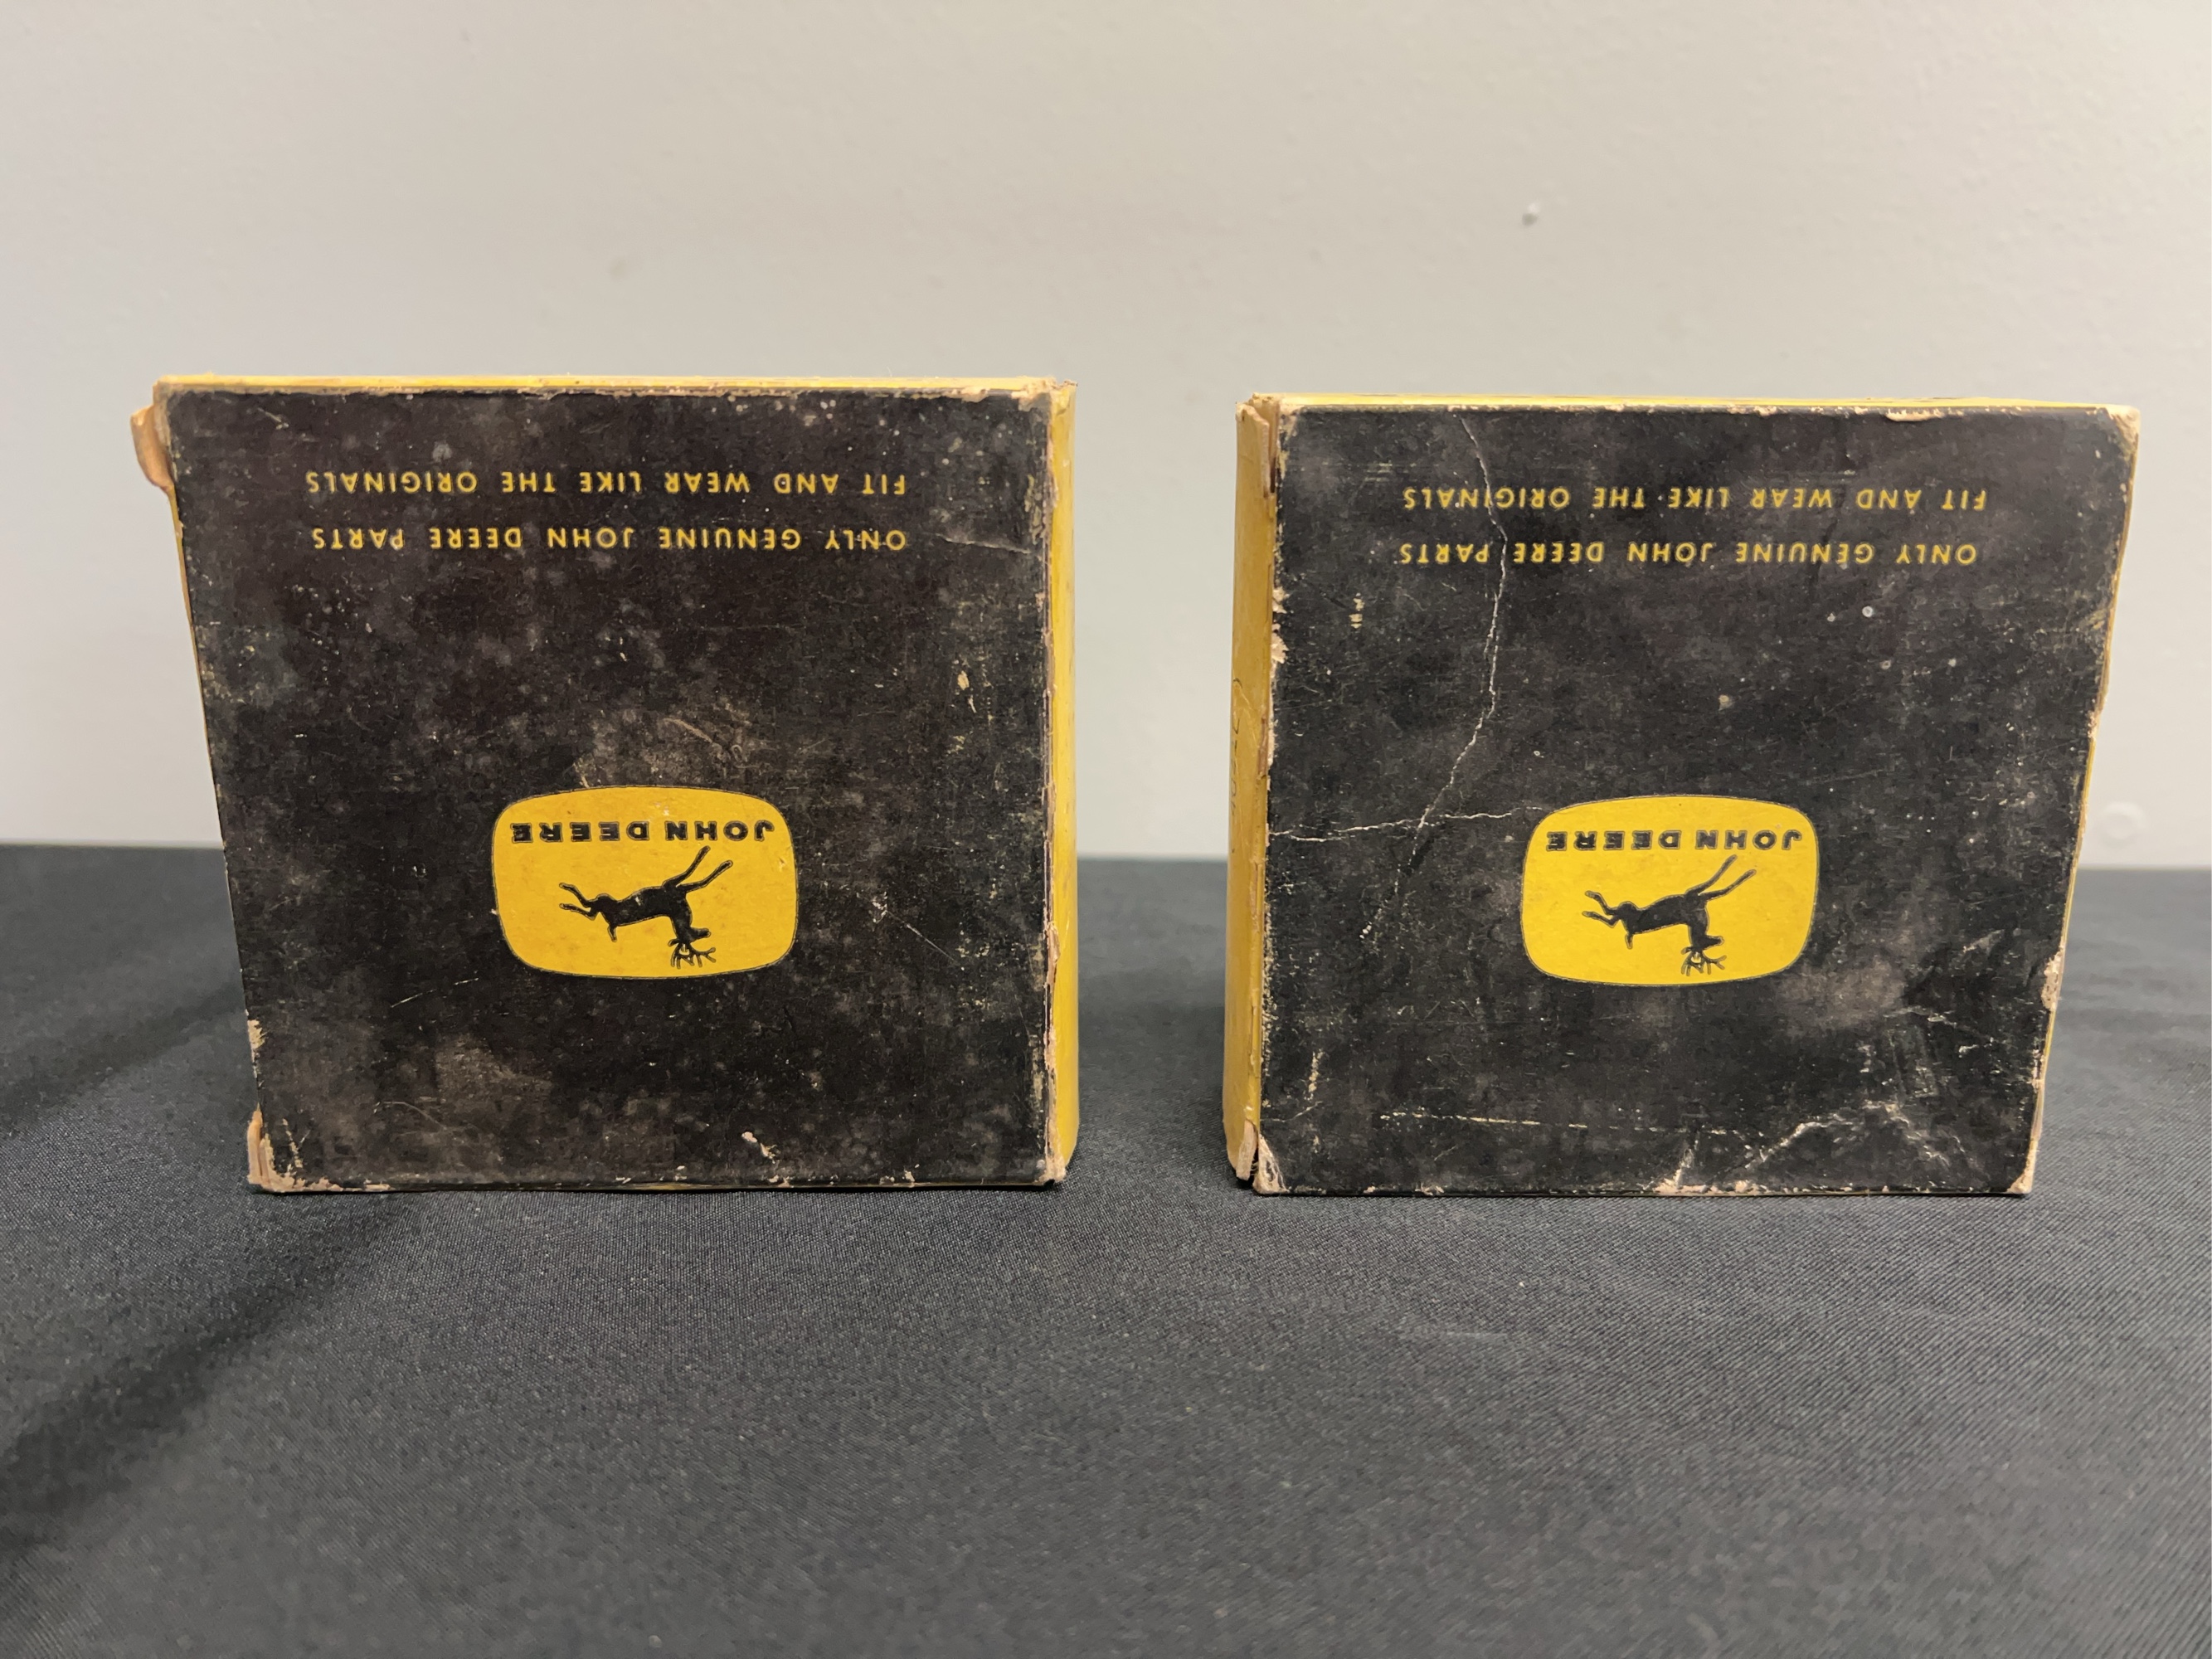 JOHN DEERE
ONLY GENUINE JOHN DEERE PARTS
FIT AND WEAR LIKE THE ORIGINALS
JOHN DEERE
ONLY GENUINE JOHN DEERE PARTS
FIT AND WEAR LIKE THE ORIGINALS